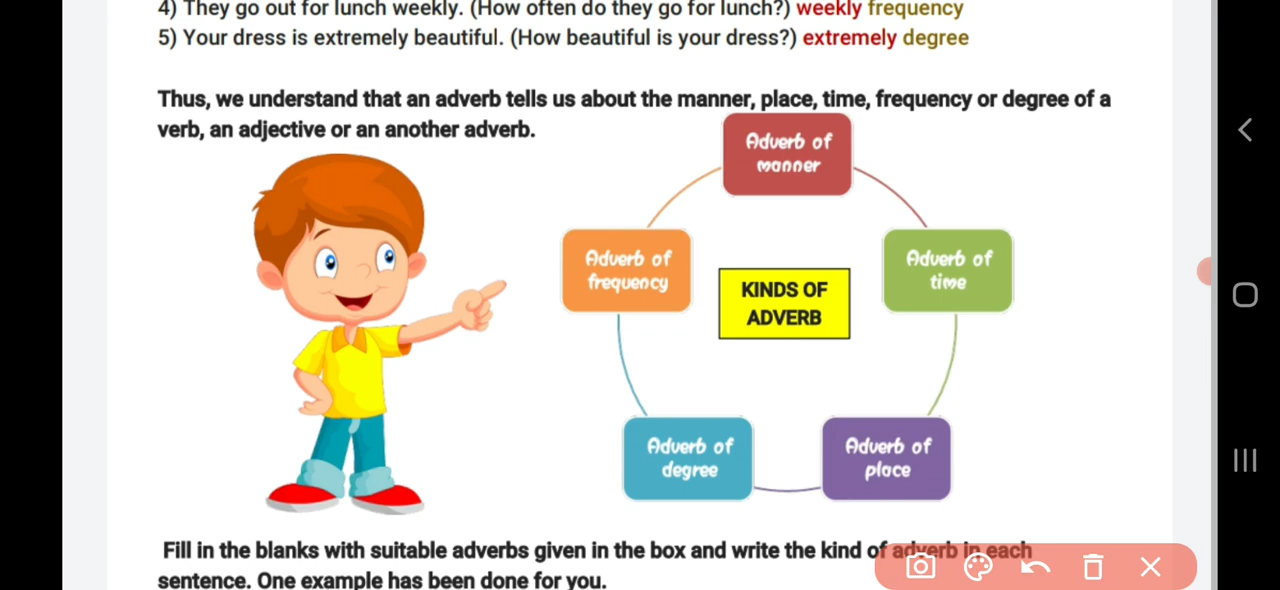 4) They go out for lunch weekly. (How often do they go for lunch?) weekly frequency
5) Your dress is extremely beautiful. (How beautiful is your dress?) extremely degree
Thus, we understand that an adverb tells us about the manner, place, time, frequency or degree of a
verb, an adjective or an another adverb.
Adverb of
manner
Adverb of
frequency
Adverb of
time
KINDS OF
ADVERB
Adverb of
degree
Adverb of
place
Fill in the blanks with suitable adverbs given in the box and write the kind of adverb in each
sentence. One example has been done for you.